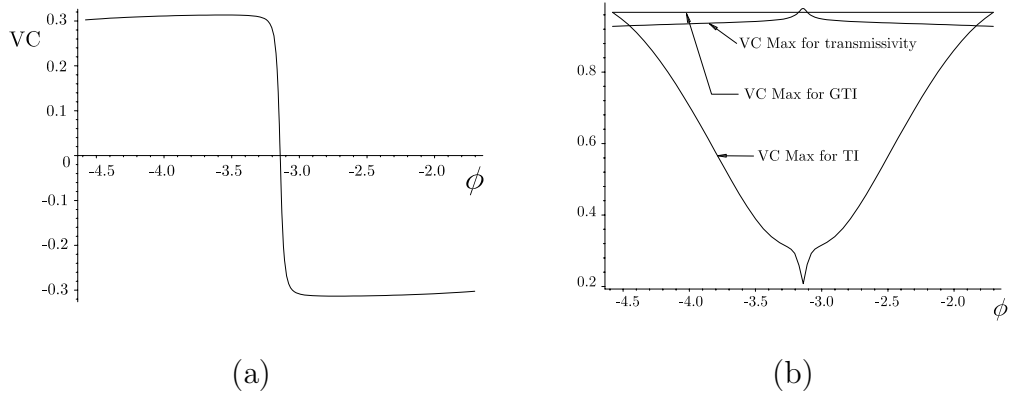 0.3
VC
0.2
0.1
0
-4.5 -4.0 -3.5 -3.0 -2.5 -2.0
ϕ
-0.1
-0.2
-0.3
(a)
VC Max for transmissivity
0.8
VC Max for GTI
0.6
VC Max for TI
0.4
0.2
-4.5 -4.0 -3.5 -3.0 -2.5 -2.0
ϕ
(b)